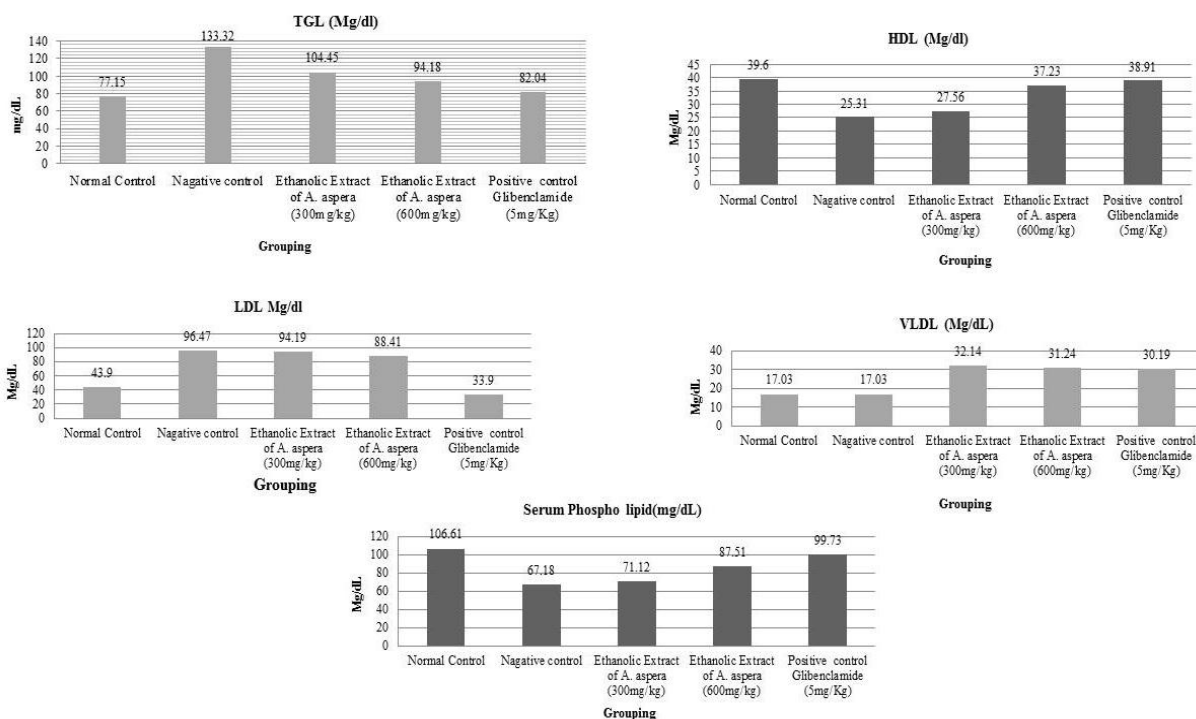 TGL (Mg/dl)
mg/dL
140
120
100
80
60
40
20
0
77.15
133.32
104.45
94.18
82.04
Normal Control
Nagative control
Ethanolic Extract
of A. aspera
(300mg/kg)
Ethanolic Extract
of A. aspera
(600mg/kg)
Positive control
Glibenclamide
(5mg/Kg)
Grouping
HDL (Mg/dl)
Mg/dL
45
40
35
30
25
20
15
10
5
0
39.6
25.31
27.56
37.23
38.91
Normal Control
Nagative control
Ethanolic Extract
of A. aspera
(300mg/kg)
Ethanolic Extract
of A. aspera
(600mg/kg)
Positive control
Glibenclamide
(5mg/Kg)
Grouping
LDL Mg/dl
Mg/dL
120
100
80
60
40
20
0
43.9
96.47
94.19
88.41
33.9
Normal Control
Nagative control
Ethanolic Extract
of A. aspera
(300mg/kg)
Ethanolic Extract
of A. aspera
(600mg/kg)
Positive control
Glibenclamide
(5mg/Kg)
Grouping
VLDL (Mg/dL)
Mg/dL
40
30
20
10
0
17.03
17.03
32.14
31.24
30.19
Normal Control
Nagative control
Ethanolic Extract
of A. aspera
(300mg/kg)
Ethanolic Extract
of A. aspera
(600mg/kg)
Positive control
Glibenclamide
(5mg/Kg)
Grouping
Serum Phospho lipid(mg/dL)
Mg/dL
120
100
80
60
40
20
0
106.61
67.18
71.12
87.51
99.73
Normal Control
Nagative control
Ethanolic Extract
of A. aspera
(300mg/kg)
Ethanolic Extract
of A. aspera
(600mg/kg)
Positive control
Glibenclamide
(5mg/Kg)
Grouping